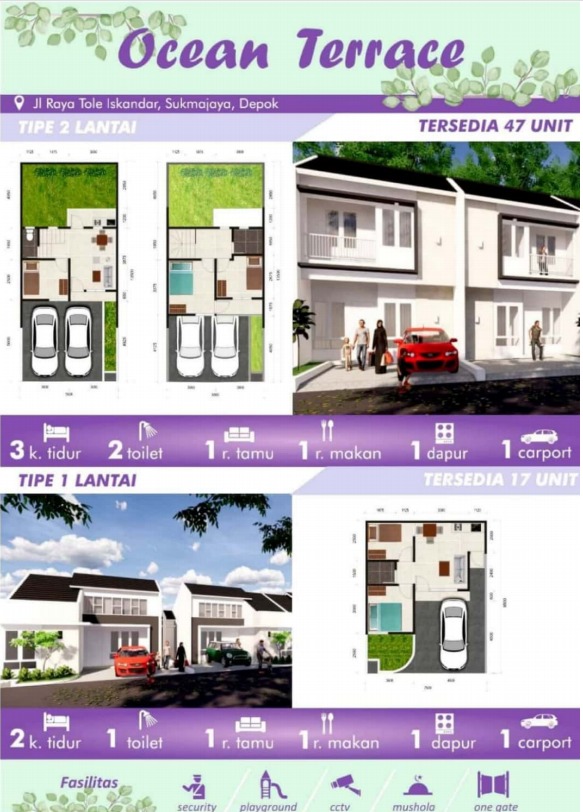 Ocean Terrace
Jl Raya Tole Iskandar, Sukmajaya, Depok
TIPE 2 LANTAI
TERSEDIA 47 UNIT
3 k. tidur
2 toilet
1 r. tamu
1 r. makan
1 dapur
1 carport
TIPE 1 LANTAI
TERSEDIA 17 UNIT
2 k. tidur
1 toilet
1 r. tamu
1 r. makan
1 dapur
1 carport
Fasilitas
security
playground
cctv
mushola
one gate